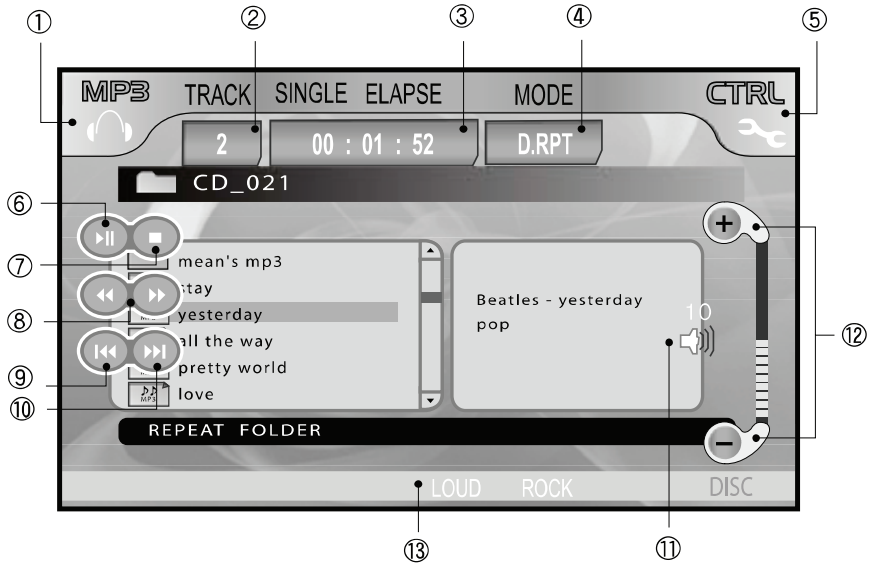 ① ② ③ ④ ⑤
MP3 TRACK SINGLE ELAPSE MODE CTRL
2 00 : 01 : 52 D.RPT
CD_021
⑥
⑦
⑧
⑨
⑩
mean's mp3
stay
yesterday
all the way
pretty world
MP3 love
Beatles - yesterday
pop
10
+
−
⑫
REPEAT FOLDER
LOUD ROCK DISC
⑬ ⑪